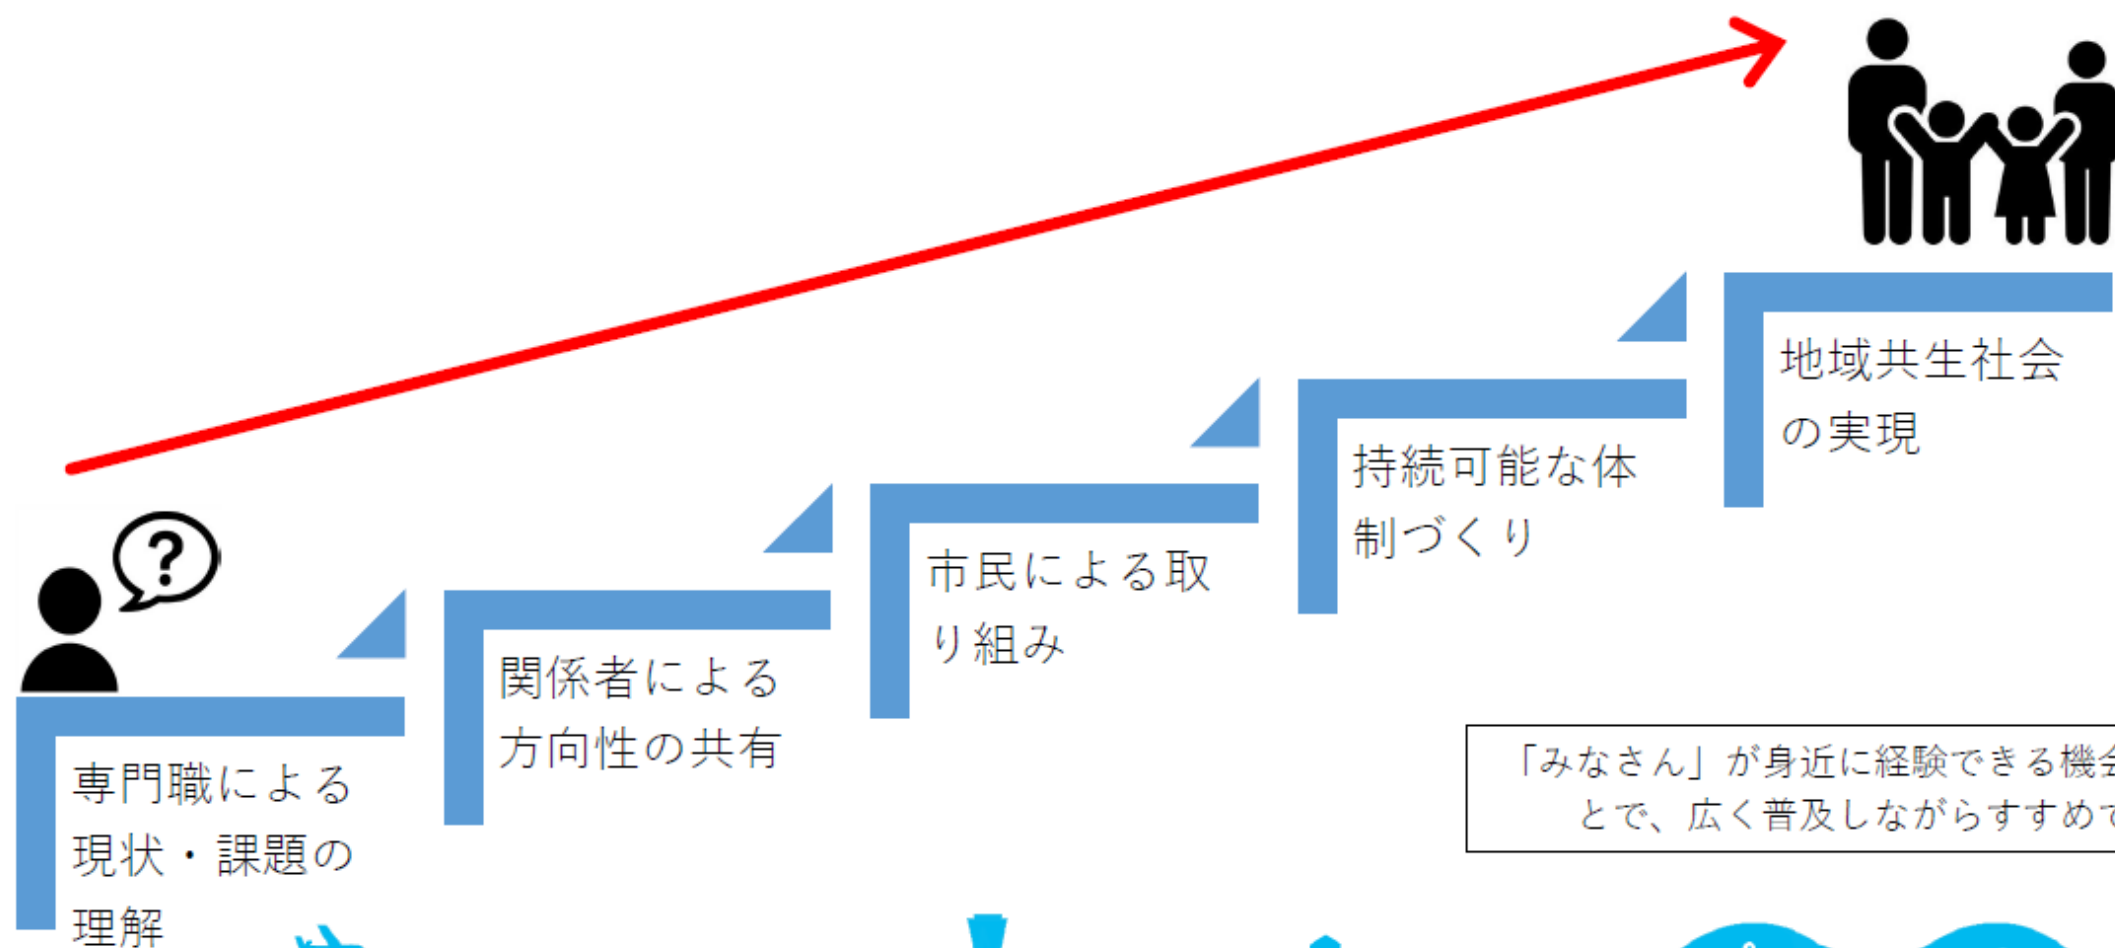 専門職による
現状・課題の
理解
関係者による
方向性の共有
市民による取
り組み
持続可能な体
制づくり
地域共生社会
の実現
「みなさん」が身近に経験できる機会
とで、広く普及しながらすすめて
?